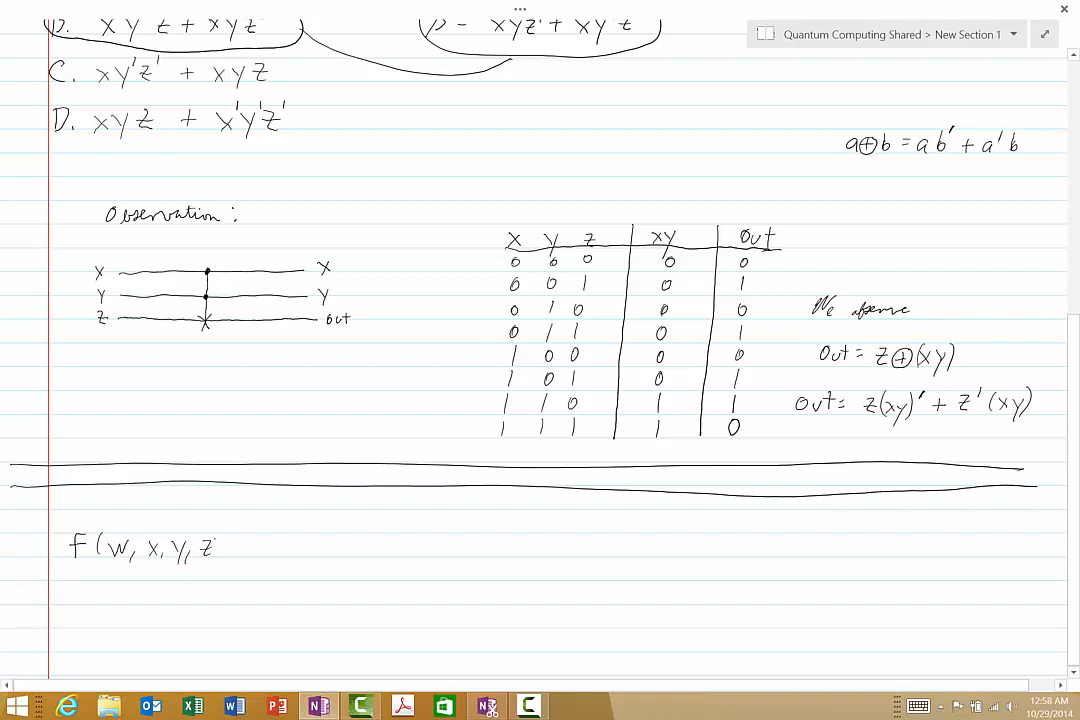 B. xy'z + xyz'
B = xyz' + xy'z
Quantum Computing Shared > New Section 1
C. xy'z' + xyz
D. xyz + x'y'z'
a⊕b = ab' + a'b
Observation:
X Y Z XY Out
0 0 0 0 0
0 0 1 0 1
0 1 0 0 0
0 1 1 0 1
1 0 0 0 0
1 0 1 0 1
1 1 0 1 1
1 1 1 1 0
X X
Y Y
Z out
We observe
Out = Z⊕(XY)
Out = Z(XY)' + Z'(XY)
F(W, X, Y, Z
12:58 AM
10/29/2014